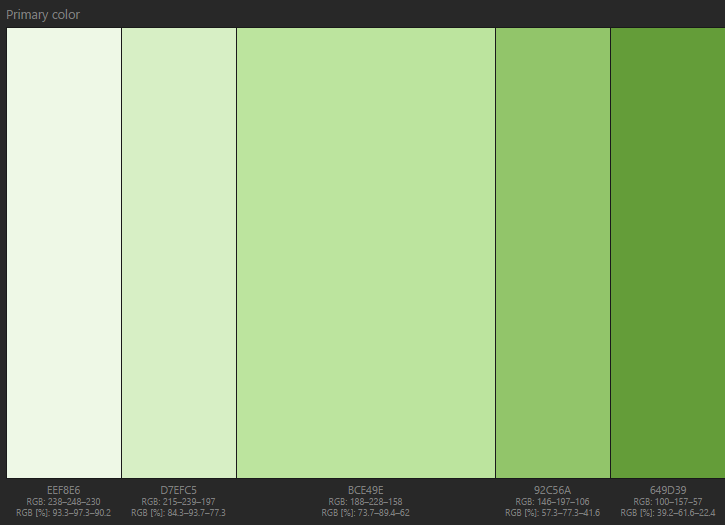 Primary color
EEF8E6
RGB: 238–248–230
RGB [%]: 93.3–97.3–90.2
D7EFC5
RGB: 215–239–197
RGB [%]: 84.3–93.7–77.3
BCE49E
RGB: 188–228–158
RGB [%]: 73.7–89.4–62
92C56A
RGB: 146–197–106
RGB [%]: 57.3–77.3–41.6
649D39
RGB: 100–157–57
RGB [%]: 39.2–61.6–22.4